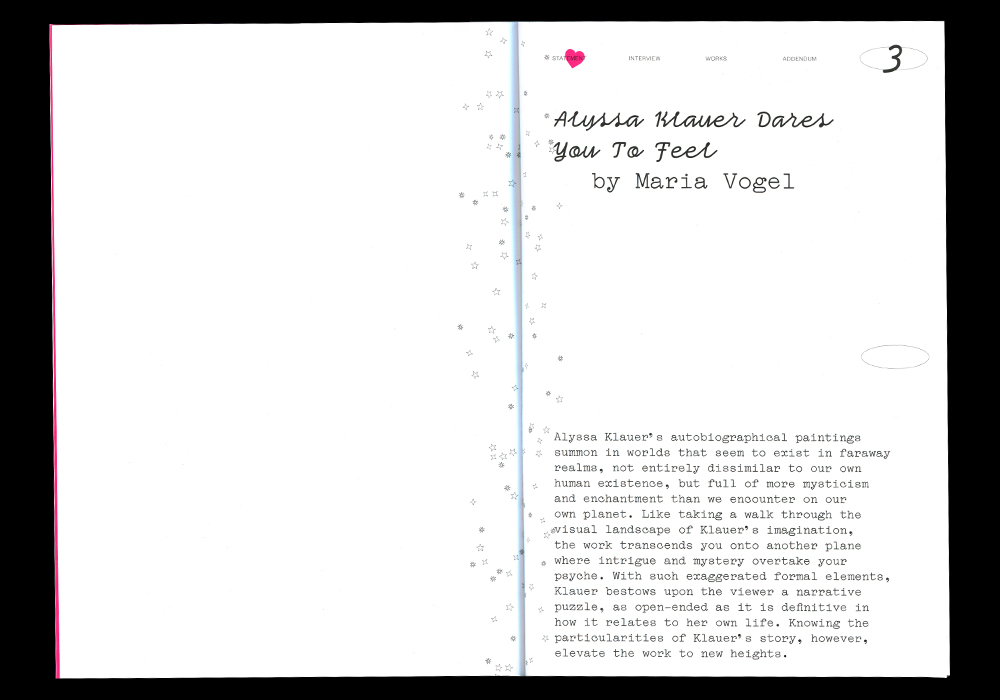 STATEMENT
INTERVIEW
WORKS
ADDENDUM
3
Alyssa Klauer Dares
You To Feel
by Maria Vogel
Alyssa Klauer's autobiographical paintings
summon in worlds that seem to exist in faraway
realms, not entirely dissimilar to our own
human existence, but full of more mysticism
and enchantment than we encounter on our
own planet. Like taking a walk through the
visual landscape of Klauer's imagination,
the work transcends you onto another plane
where intrigue and mystery overtake your
psyche. With such exaggerated formal elements,
Klauer bestows upon the viewer a narrative
puzzle, as open-ended as it is definitive in
how it relates to her own life. Knowing the
particularities of Klauer's story, however,
elevate the work to new heights.